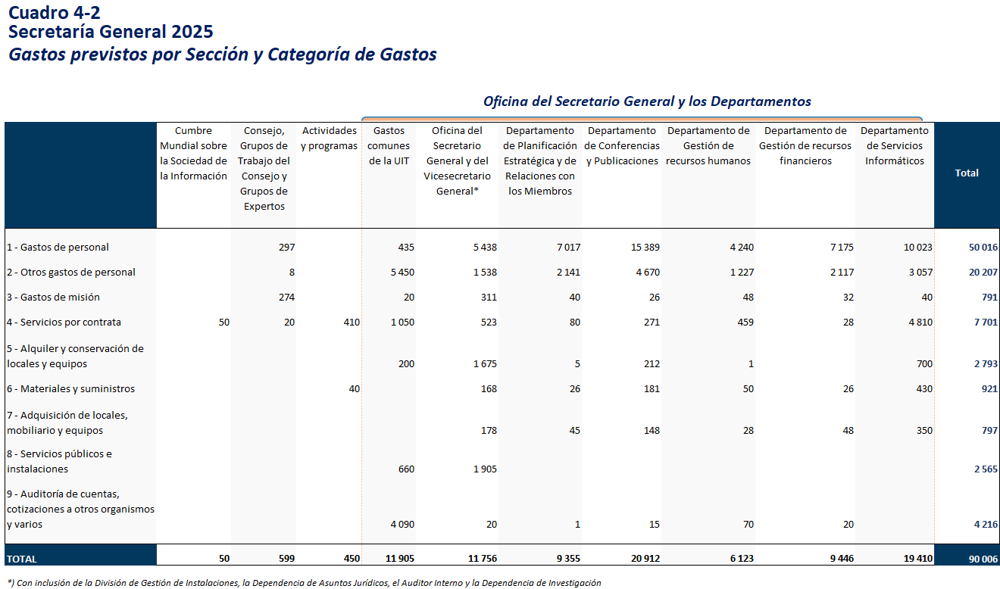 Cuadro 4-2
Secretaría General 2025
Gastos previstos por Sección y Categoría de Gastos
Oficina del Secretario General y los Departamentos
Cumbre Mundial sobre la Sociedad de la Información
Consejo, Grupos de Trabajo del Consejo y Grupos de Expertos
Actividades y programas
Gastos comunes de la UIT
Oficina del Secretario General y del Vicesecretario General*
Departamento de Planificación Estratégica y de Relaciones con los Miembros
Departamento de Conferencias y Publicaciones
Departamento de Gestión de recursos humanos
Departamento de Gestión de recursos financieros
Departamento de Servicios Informáticos
Total
1 - Gastos de personal 297 435 5 438 7 017 15 389 4 240 7 175 10 023 50 016
2 - Otros gastos de personal 8 5 450 1 538 2 141 4 670 1 227 2 117 3 057 20 207
3 - Gastos de misión 274 20 311 40 26 48 32 40 791
4 - Servicios por contrata 50 20 410 1 050 523 80 271 459 28 4 810 7 701
5 - Alquiler y conservación de
locales y equipos 200 1 675 5 212 1 700 2 793
6 - Materiales y suministros 40 168 26 181 50 26 430 921
7 - Adquisición de locales,
mobiliario y equipos 178 45 148 28 48 350 797
8 - Servicios públicos e
instalaciones 660 1 905 2 565
9 - Auditoría de cuentas,
cotizaciones a otros organismos
y varios 4 090 20 1 15 70 20 4 216
TOTAL 50 599 450 11 905 11 756 9 355 20 912 6 123 9 446 19 410 90 006
*) Con inclusión de la División de Gestión de Instalaciones, la Dependencia de Asuntos Jurídicos, el Auditor Interno y la Dependencia de Investigación